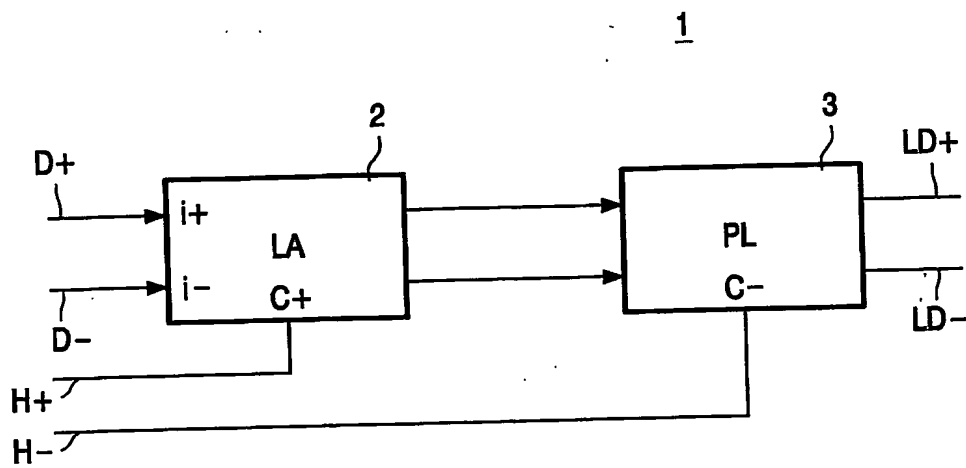 1
2
3
D+
LD+
i+
LA
PL
i-
C+
C-
D-
LD-
H+
H-